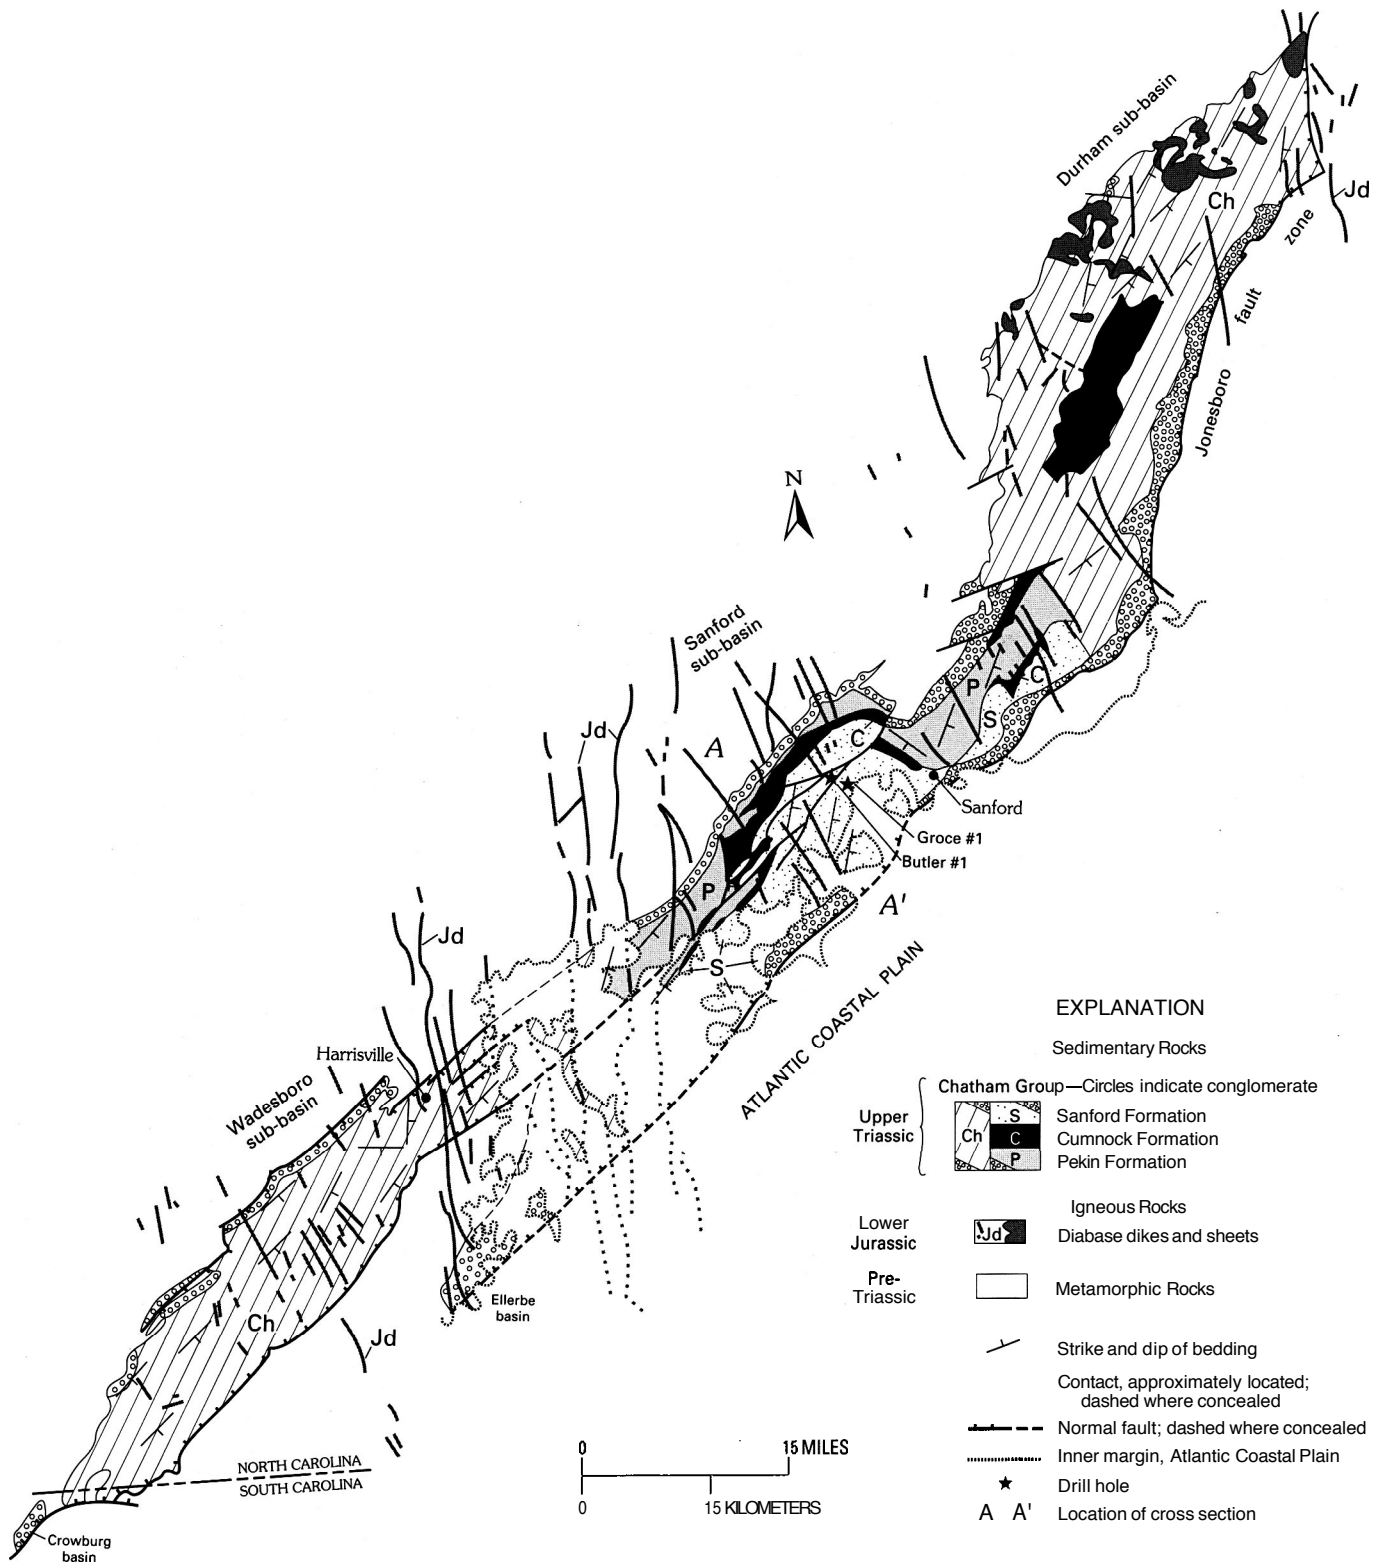 Durham sub-basin
Ch
Jd
zone
fault
Jonesboro
N
Sanford
sub-basin
P
C
S
Jd
A
C
Sanford
Groce #1
Butler #1
P
A'
S
Jd
ATLANTIC COASTAL PLAIN
Harrisville
Wadesboro
sub-basin
Ellerbe
basin
Ch
Jd
NORTH CAROLINA
SOUTH CAROLINA
Crowburg
basin
0
15 MILES
0
15 KILOMETERS
EXPLANATION
Sedimentary Rocks
Chatham Group—Circles indicate conglomerate
Upper
Triassic
Ch
S
Sanford Formation
C
Cumnock Formation
P
Pekin Formation
Igneous Rocks
Lower
Jurassic
Jd
Diabase dikes and sheets
Pre-
Triassic
Metamorphic Rocks
Strike and dip of bedding
Contact, approximately located;
dashed where concealed
Normal fault; dashed where concealed
Inner margin, Atlantic Coastal Plain
Drill hole
A A'
Location of cross section